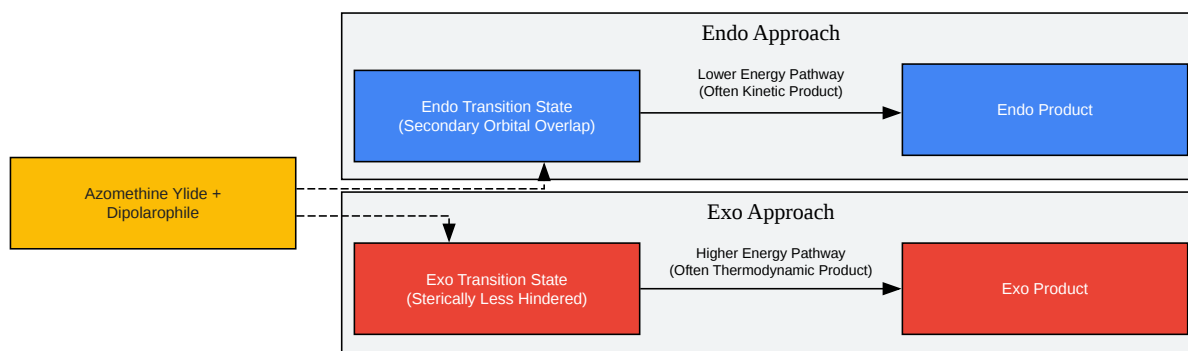 Endo Approach
Endo Transition State
(Secondary Orbital Overlap)
Lower Energy Pathway
(Often Kinetic Product)
Endo Product
Azomethine Ylide +
Dipolarophile
Exo Approach
Exo Transition State
(Sterically Less Hindered)
Higher Energy Pathway
(Often Thermodynamic Product)
Exo Product